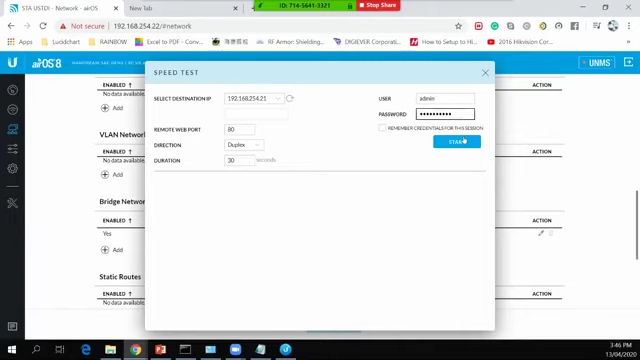 ID: 714-5641-3321
Stop Share
STA USTDI - Network - airOS
New Tab
Not secure
192.168.254.22/#network
Apps
Lucidchart
RAINBOW
Excel to PDF - Conv
RF Armor: Shielding...
DIGIEVER Corporatio
How to Setup to Hi
2016 Hikvision Corp
airOS 8
UNMS
ENABLED
ACTION
No data available.
Add
VLAN Network
ENABLED
ACTION
No data available.
Add
Bridge Network
ENABLED
ACTION
Yes
Add
Static Routes
ENABLED
ACTION
No data available.
SPEED TEST
SELECT DESTINATION IP
192.168.254.21
REMOTE WEB PORT
80
DIRECTION
Duplex
DURATION
30
seconds
USER
admin
PASSWORD
REMEMBER CREDENTIALS FOR THIS SESSION
START
3:46 PM
13/04/2020